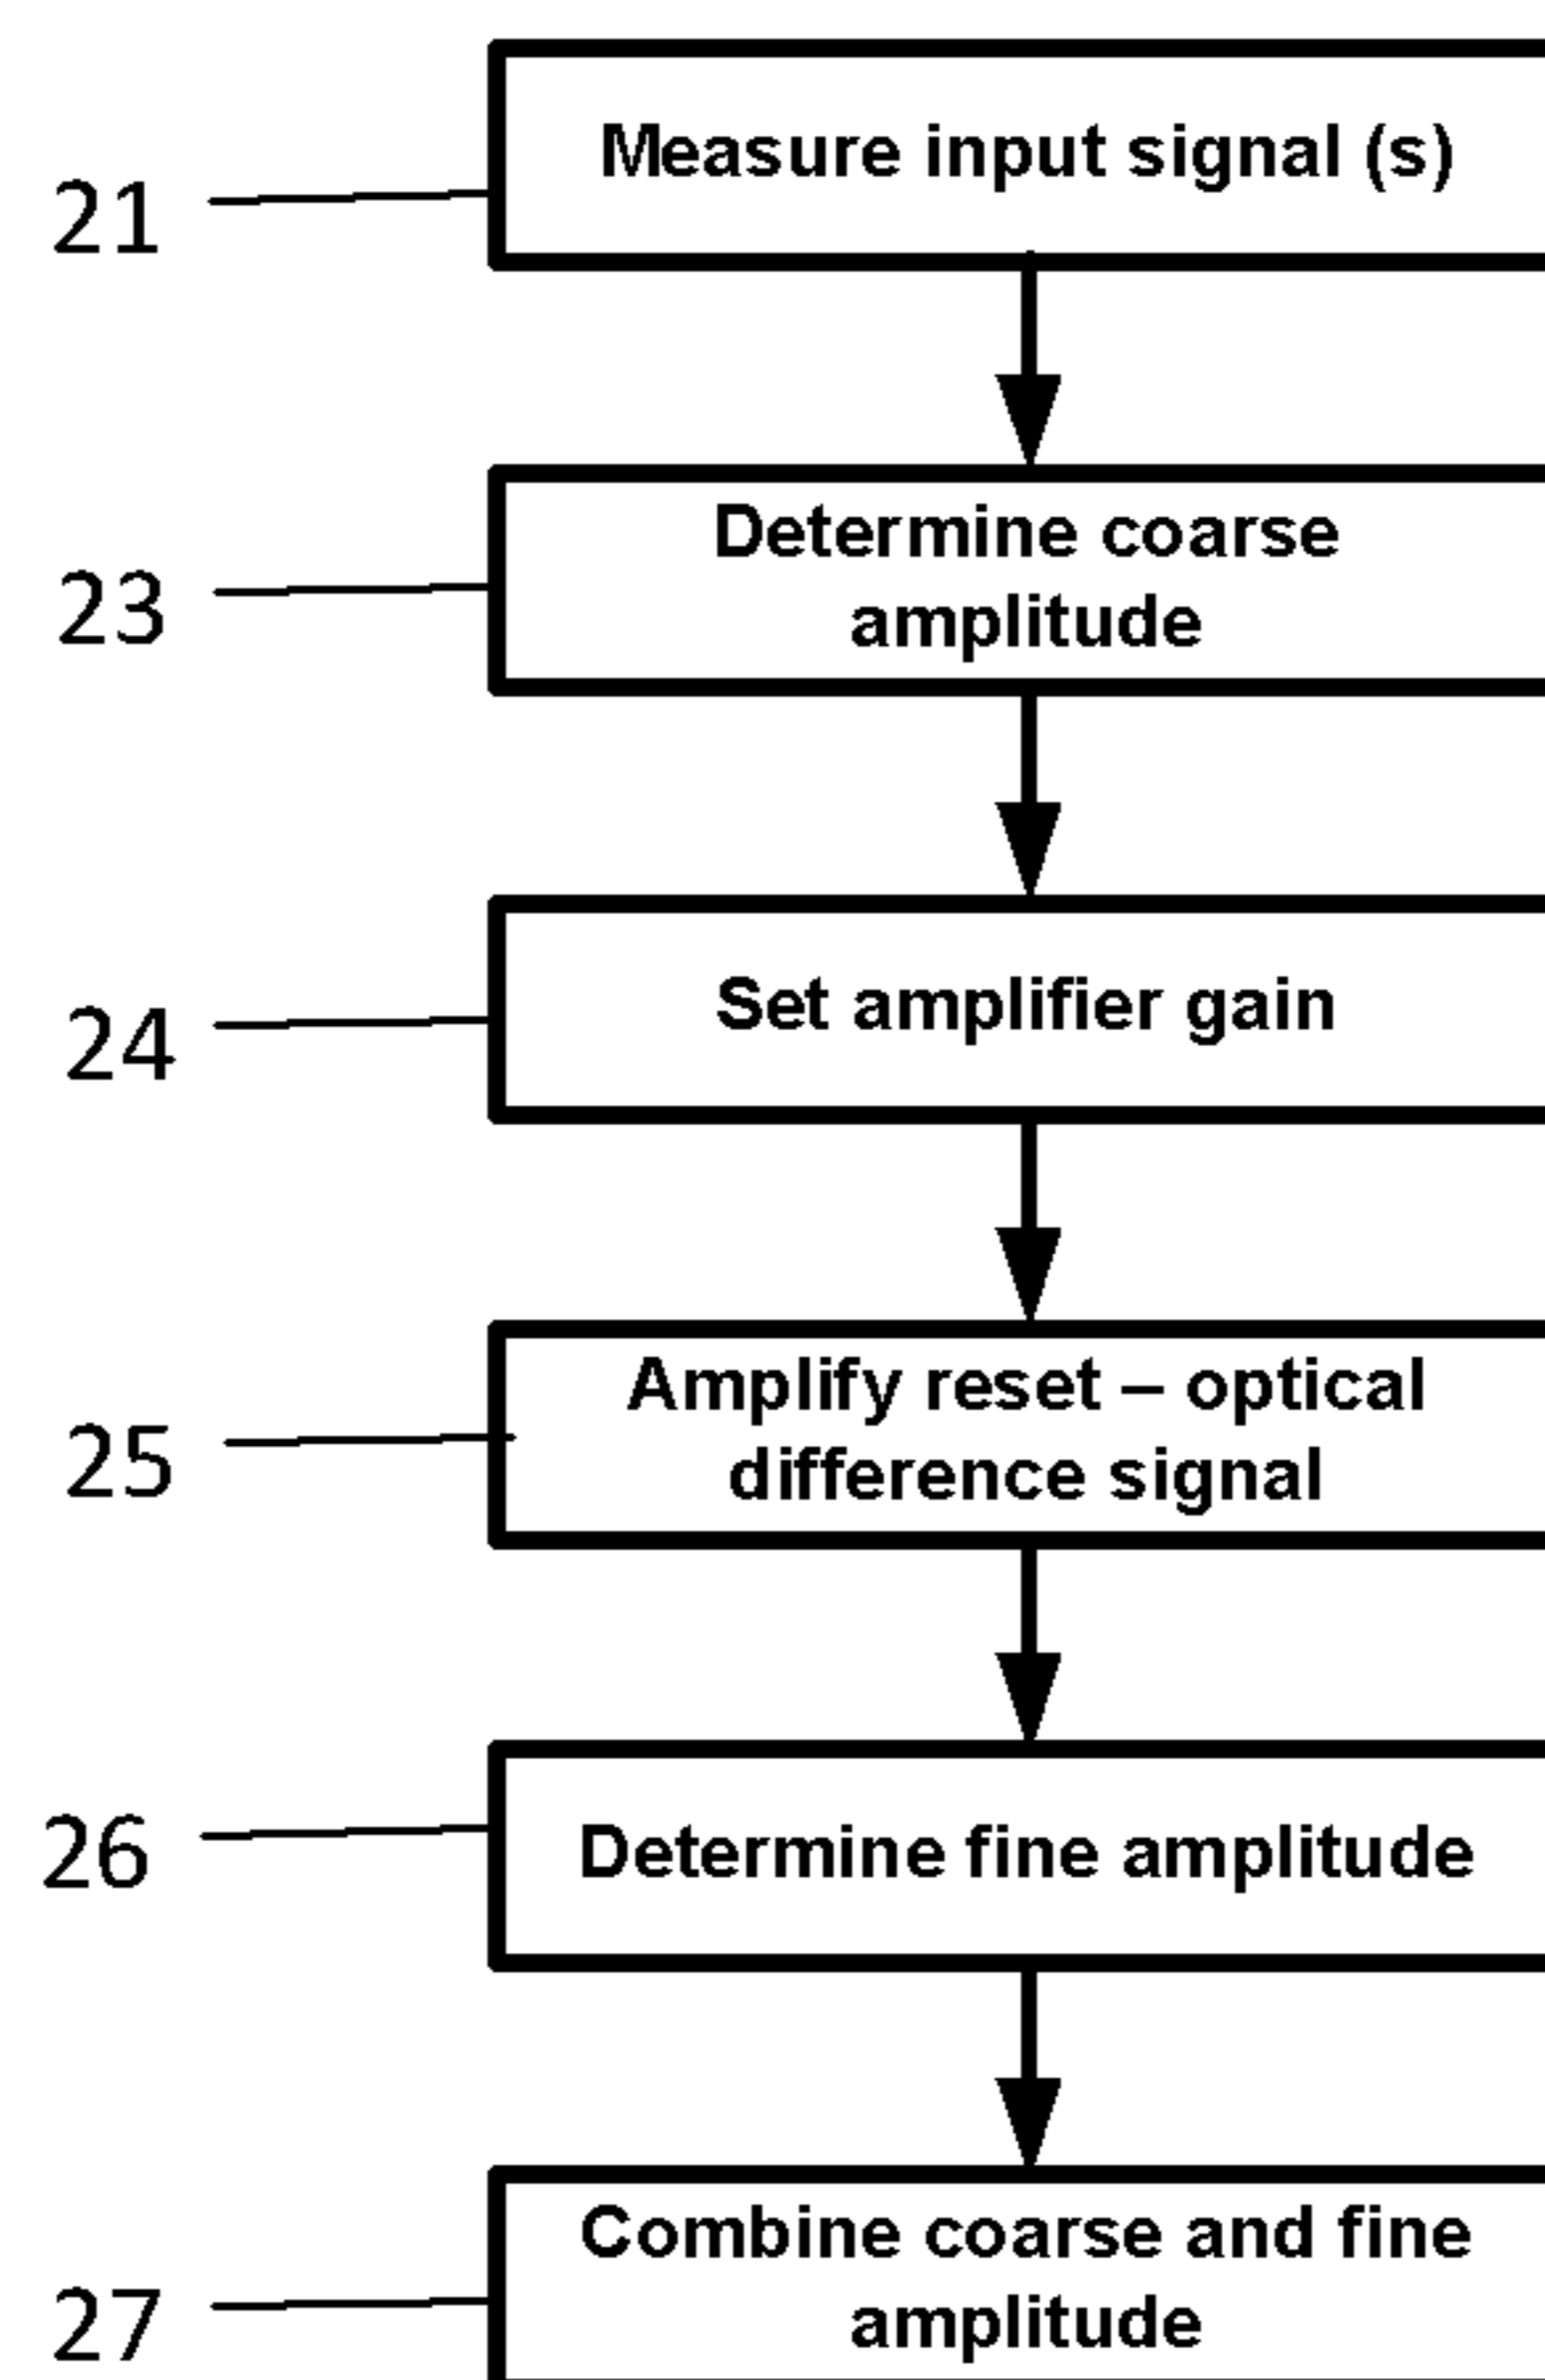 21
Measure input signal (s)
23
Determine coarse
amplitude
24
Set amplifier gain
25
Amplify reset – optical
difference signal
26
Determine fine amplitude
27
Combine coarse and fine
amplitude